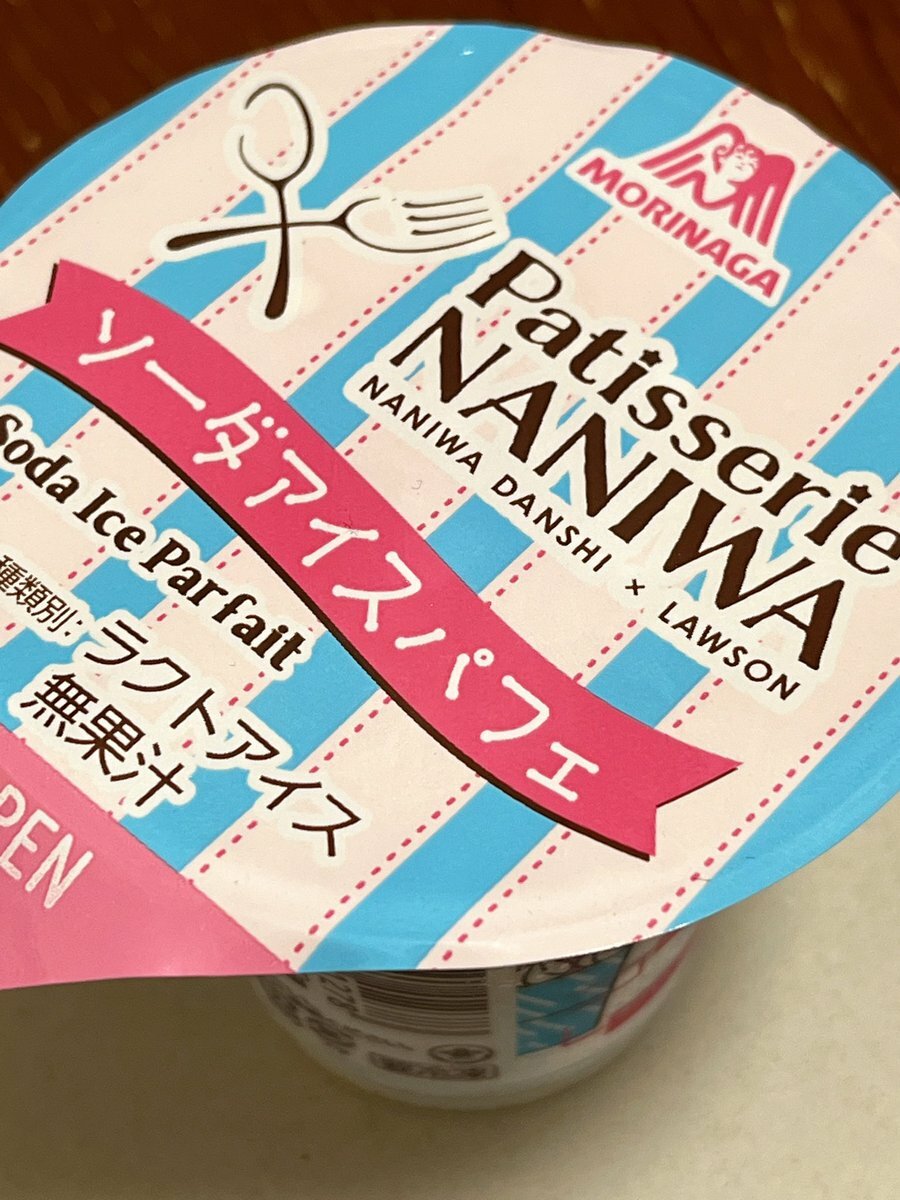 MORINAGA
Patisserie
NANIWA
NANIWA DANSHI × LAWSON
ソーダアイスパフェ
Soda Ice Parfait
種類別:ラクトアイス
無果汁